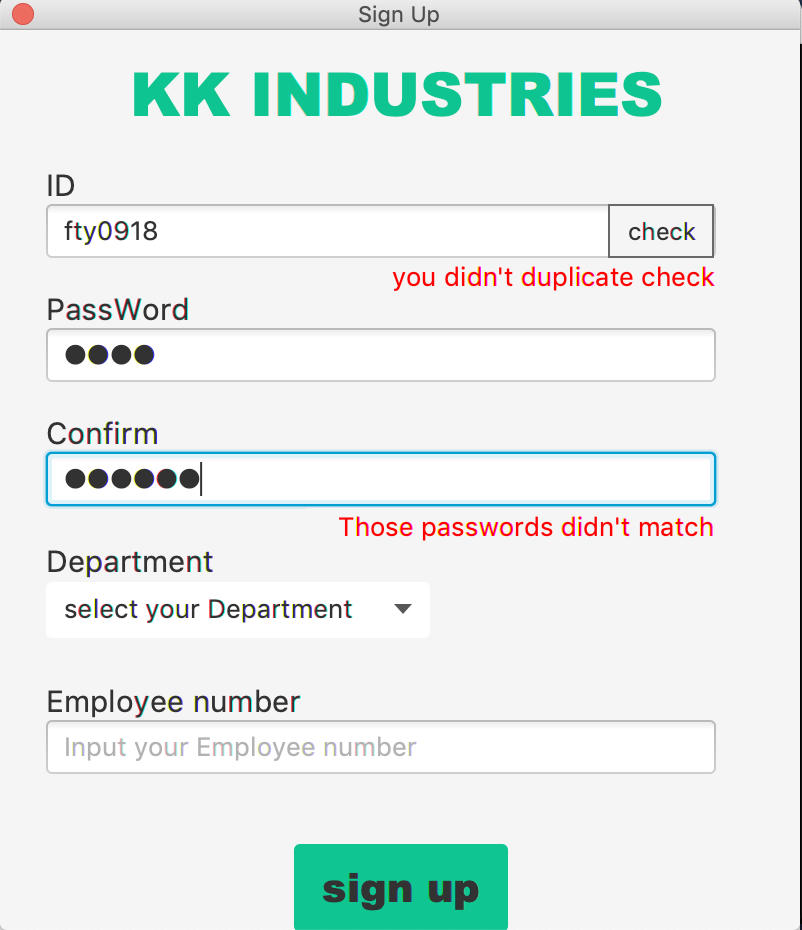 Sign Up
KK INDUSTRIES
ID
fty0918
check
you didn't duplicate check
PassWord
Confirm
Those passwords didn't match
Department
select your Department
Employee number
Input your Employee number
sign up